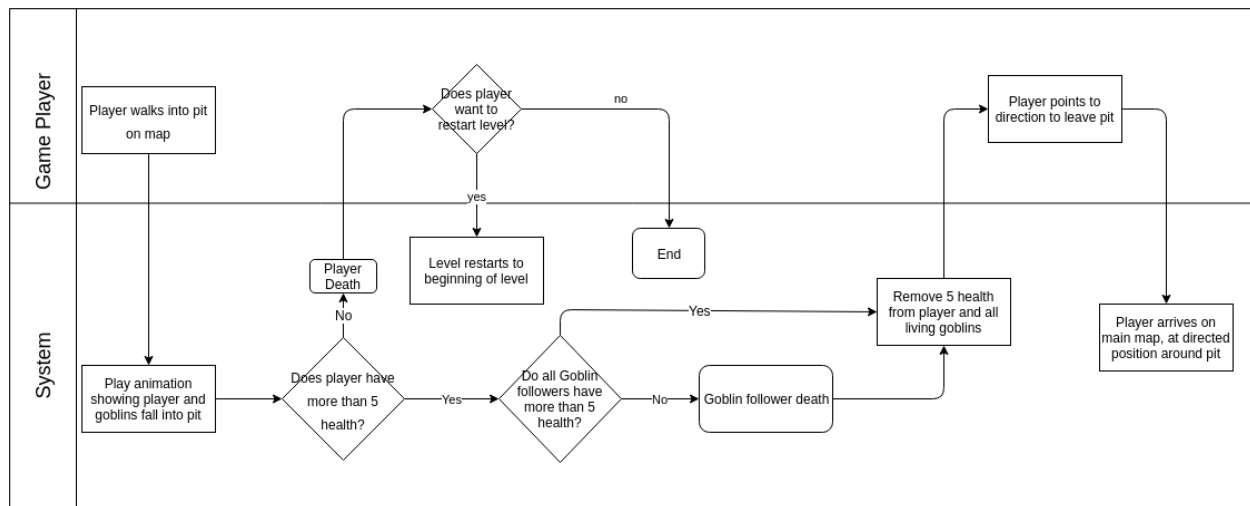 Game Player
Player walks into pit
on map
Does player
want to
restart level?
no
yes
Player points to
direction to leave pit
System
Player
Death
No
Level restarts to
beginning of level
End
Remove 5 health
from player and all
living goblins
Yes
Player arrives on
main map, at directed
position around pit
Play animation
showing player and
goblins fall into pit
Does player have
more than 5
health?
Yes
Do all Goblin
followers have
more than 5
health?
No
Goblin follower death